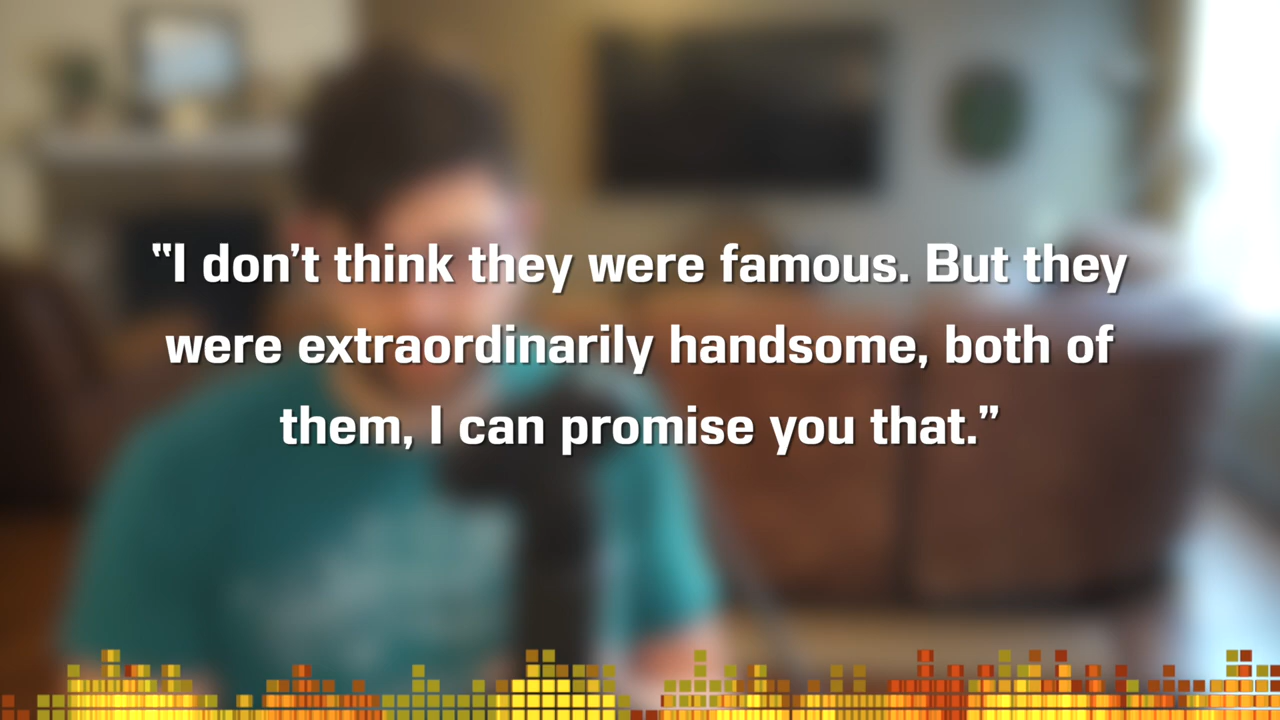 “I don’t think they were famous. But they
were extraordinarily handsome, both of
them, I can promise you that.”